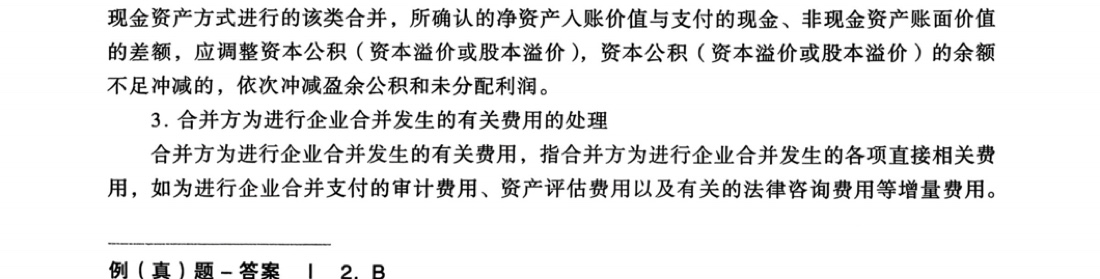 现金资产方式进行的该类合并，所确认的净资产入账价值与支付的现金、非现金资产账面价值
的差额，应调整资本公积（资本溢价或股本溢价），资本公积（资本溢价或股本溢价）的余额
不足冲减的，依次冲减盈余公积和未分配利润。
3. 合并方为进行企业合并发生的有关费用的处理
合并方为进行企业合并发生的有关费用，指合并方为进行企业合并发生的各项直接相关费
用，如为进行企业合并支付的审计费用、资产评估费用以及有关的法律咨询费用等增量费用。
例（真）题－答案 | 2. B